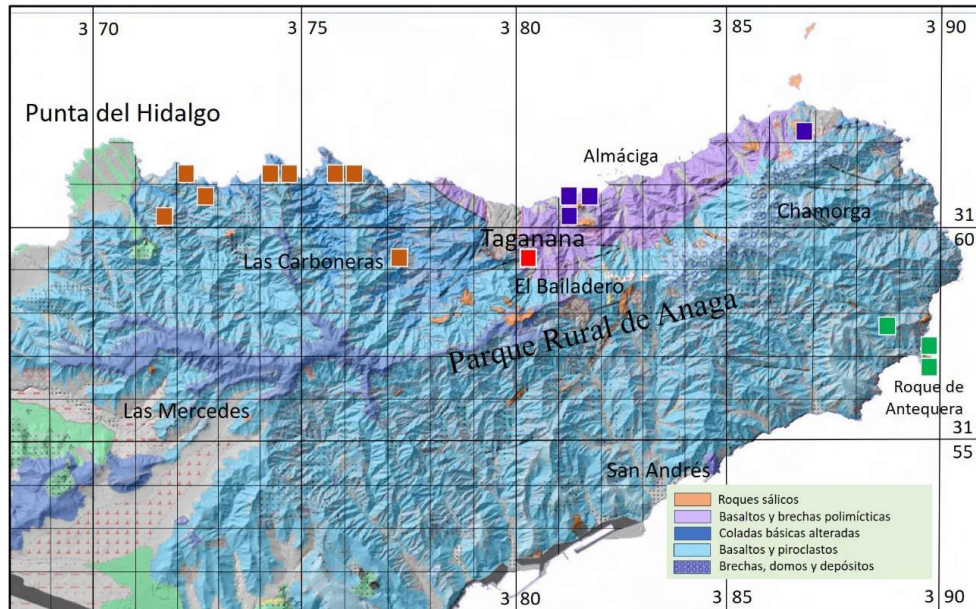 3 70
3 75
3 80
3 85
3 90
Punta del Hidalgo
Almáciga
Chamorga
31
60
Taganana
Las Carboneras
El Bailadero
Parque Rural de Anaga
Roque de
Antequera
Las Mercedes
31
55
San Andrés
Roques sálicos
Basaltos y brechas polimícticas
Coladas básicas alteradas
Basaltos y piroclastos
Brechas, domos y depósitos
3 80
3 85
3 90